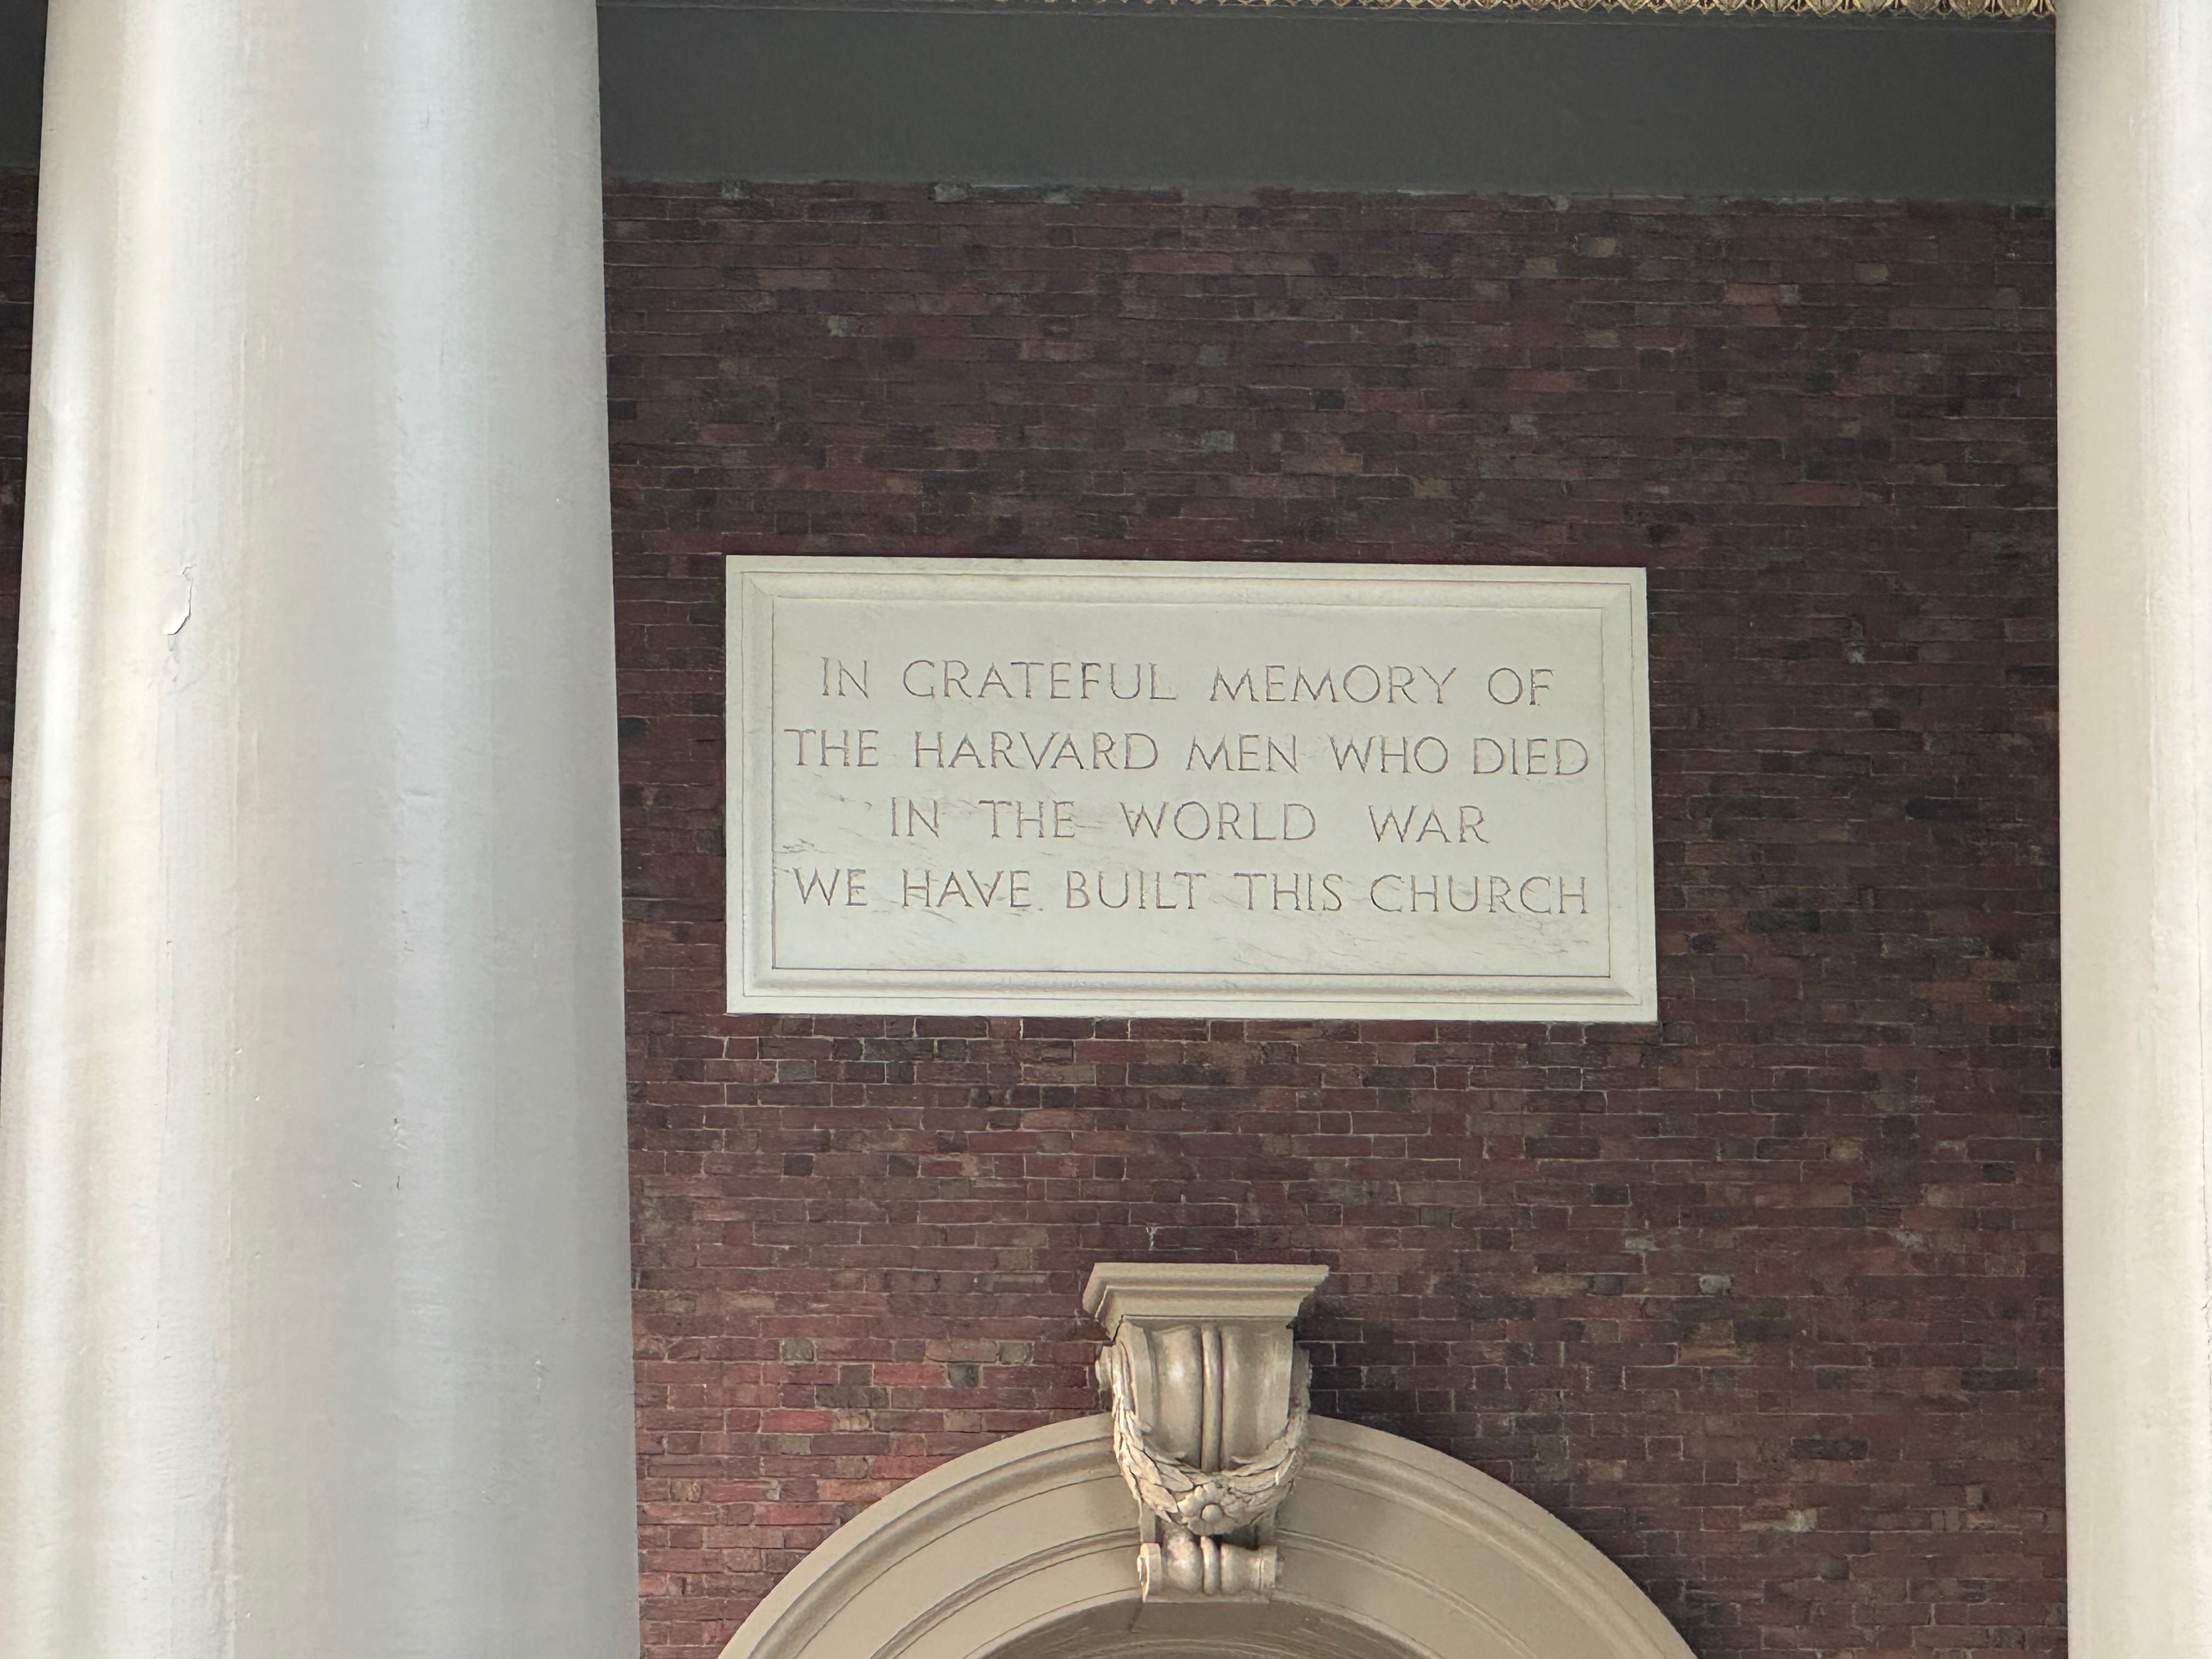 IN GRATEFUL MEMORY OF
THE HARVARD MEN WHO DIED
IN THE WORLD WAR
WE HAVE BUILT THIS CHURCH